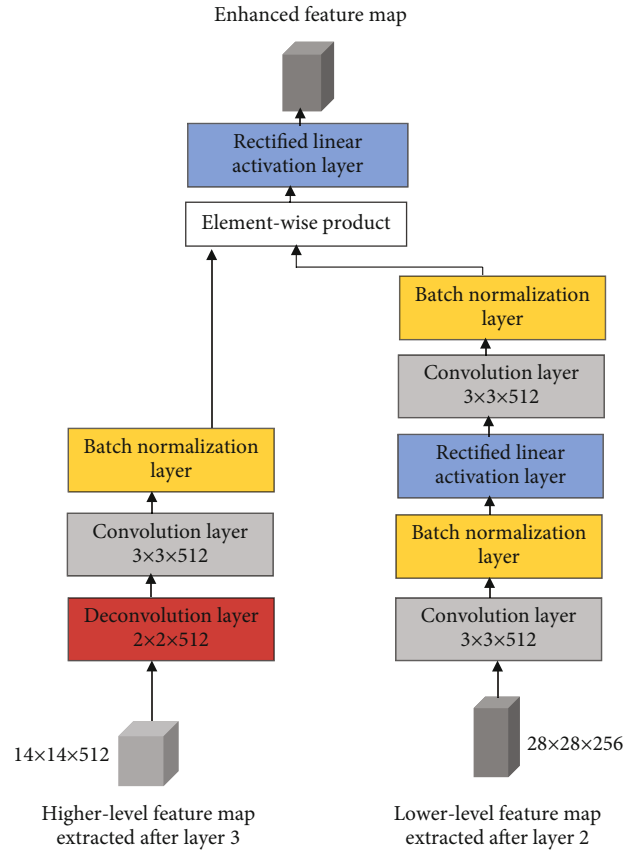 Enhanced feature map
Rectified linear
activation layer
Element-wise product
Batch normalization
layer
Convolution layer
3×3×512
Rectified linear
activation layer
Batch normalization
layer
Convolution layer
3×3×512
Batch normalization
layer
Convolution layer
3×3×512
Deconvolution layer
2×2×512
14×14×512
28×28×256
Higher-level feature map
extracted after layer 3
Lower-level feature map
extracted after layer 2